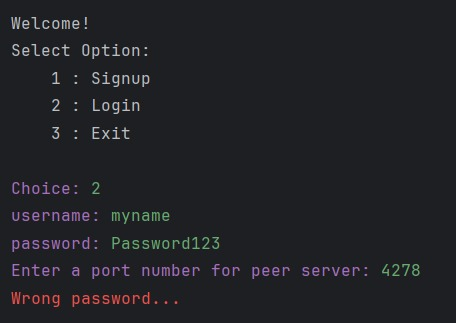 Welcome!
Select Option:
1 : Signup
2 : Login
3 : Exit
Choice: 2
username: myname
password: Password123
Enter a port number for peer server: 4278
Wrong password...